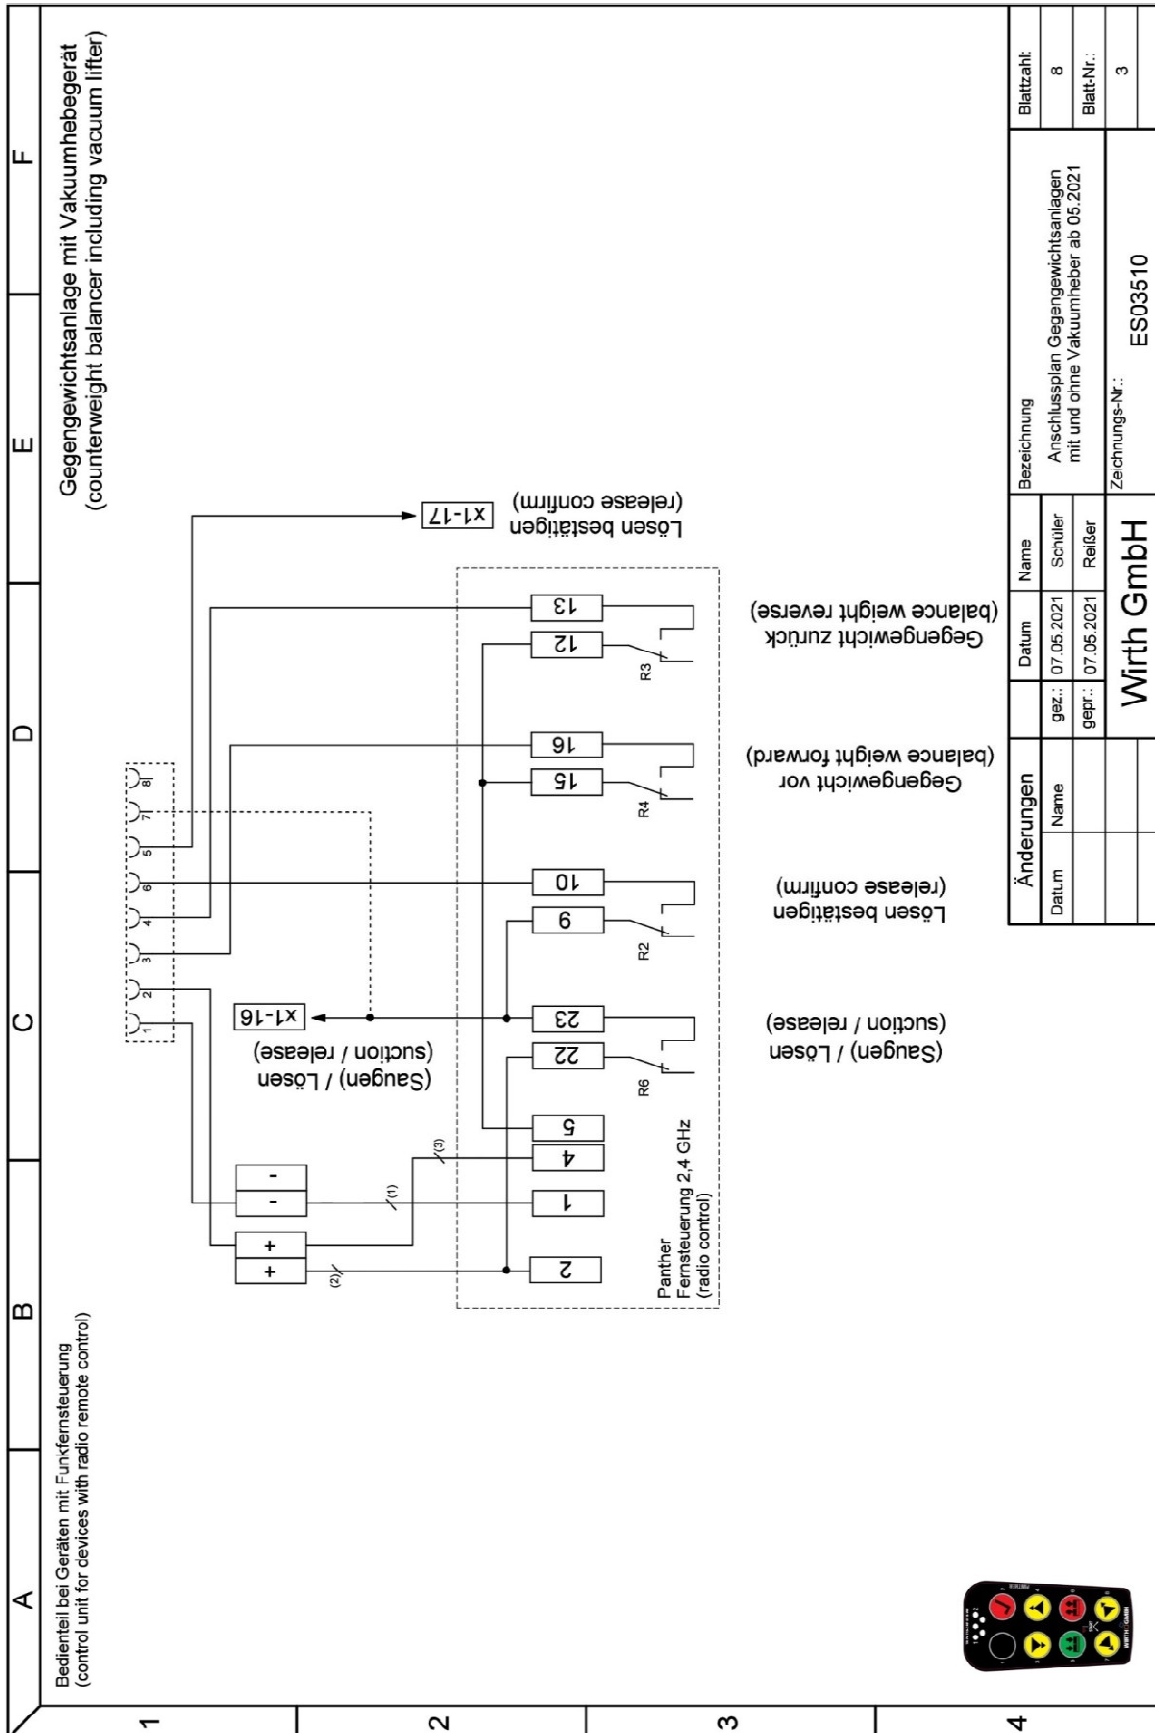 A
B
C
D
E
F
1
2
3
4
Bedienteil bei Geräten mit Funkfernsteuerung
(control unit for devices with radio remote control)
Gegengewichtsanlage mit Vakuumhebegerät
(counterweight balancer including vacuum lifter)
1
2
3
4
6
5
7
8
+
+
-
-
(2)
(1)
(3)
x1-16
(Saugen) / Lösen
(suction / release)
x1-17
Lösen bestätigen
(release confirm)
2
1
4
5
22
23
9
10
15
16
12
13
R6
R2
R4
R3
Panther
Fernsteuerung 2,4 GHz
(radio control)
(Saugen) / Lösen
(suction / release)
Lösen bestätigen
(release confirm)
Gegengewicht vor
(balance weight forward)
Gegengewicht zurück
(balance weight reverse)
Änderungen
Datum
Name
Datum
Name
gez.:
07.05.2021
Schüler
gepr.:
07.05.2021
Reißer
Wirth GmbH
Bezeichnung
Anschlussplan Gegengewichtsanlagen
mit und ohne Vakuumheber ab 05.2021
Zeichnungs-Nr.:
ES03510
Blattzahl:
8
Blatt-Nr.:
3
PANTHER
WIRTH GMBH